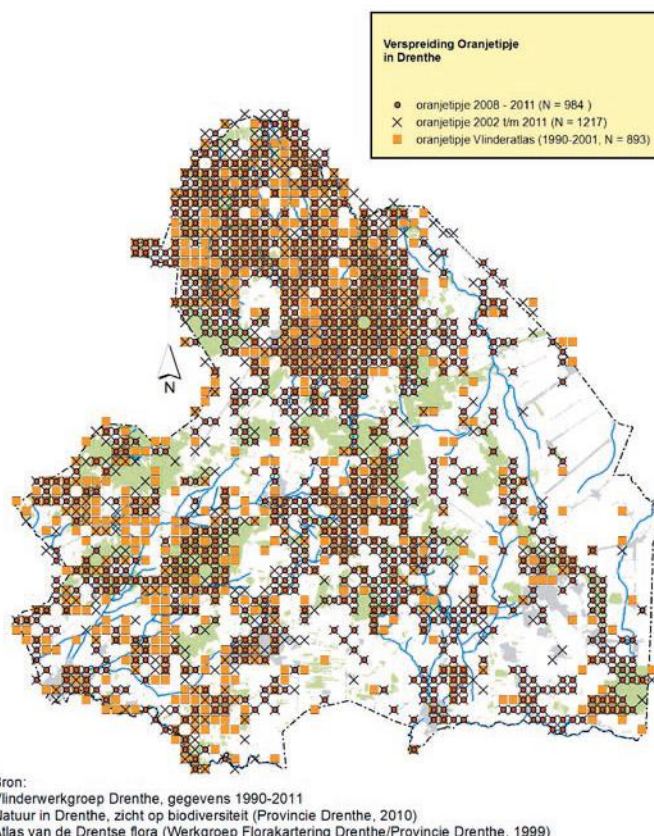 Verspreiding Oranjetipje
in Drenthe
oranjetipje 2008 - 2011 (N = 984 )
oranjetipje 2002 t/m 2011 (N = 1217)
oranjetipje Vlinderatlas (1990-2001, N = 893)
N
Bron:
Vlinderwerkgroep Drenthe, gegevens 1990-2011
Natuur in Drenthe, zicht op biodiversiteit (Provincie Drenthe, 2010)
Atlas van de Drentse flora (Werkgroep Florakartering Drenthe/Provincie Drenthe, 1999)